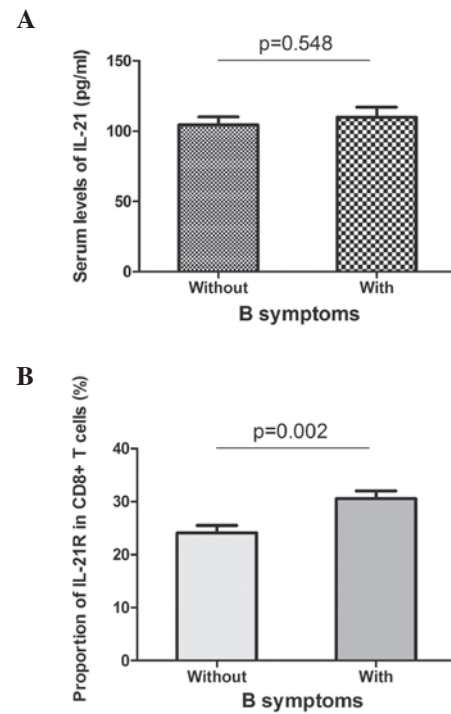 A
p=0.548
Serum levels of IL-21 (pg/ml)
150
100
50
0
Without
With
B symptoms
B
p=0.002
Proportion of IL-21R in CD8+ T cells (%)
40
30
20
10
0
Without
With
B symptoms